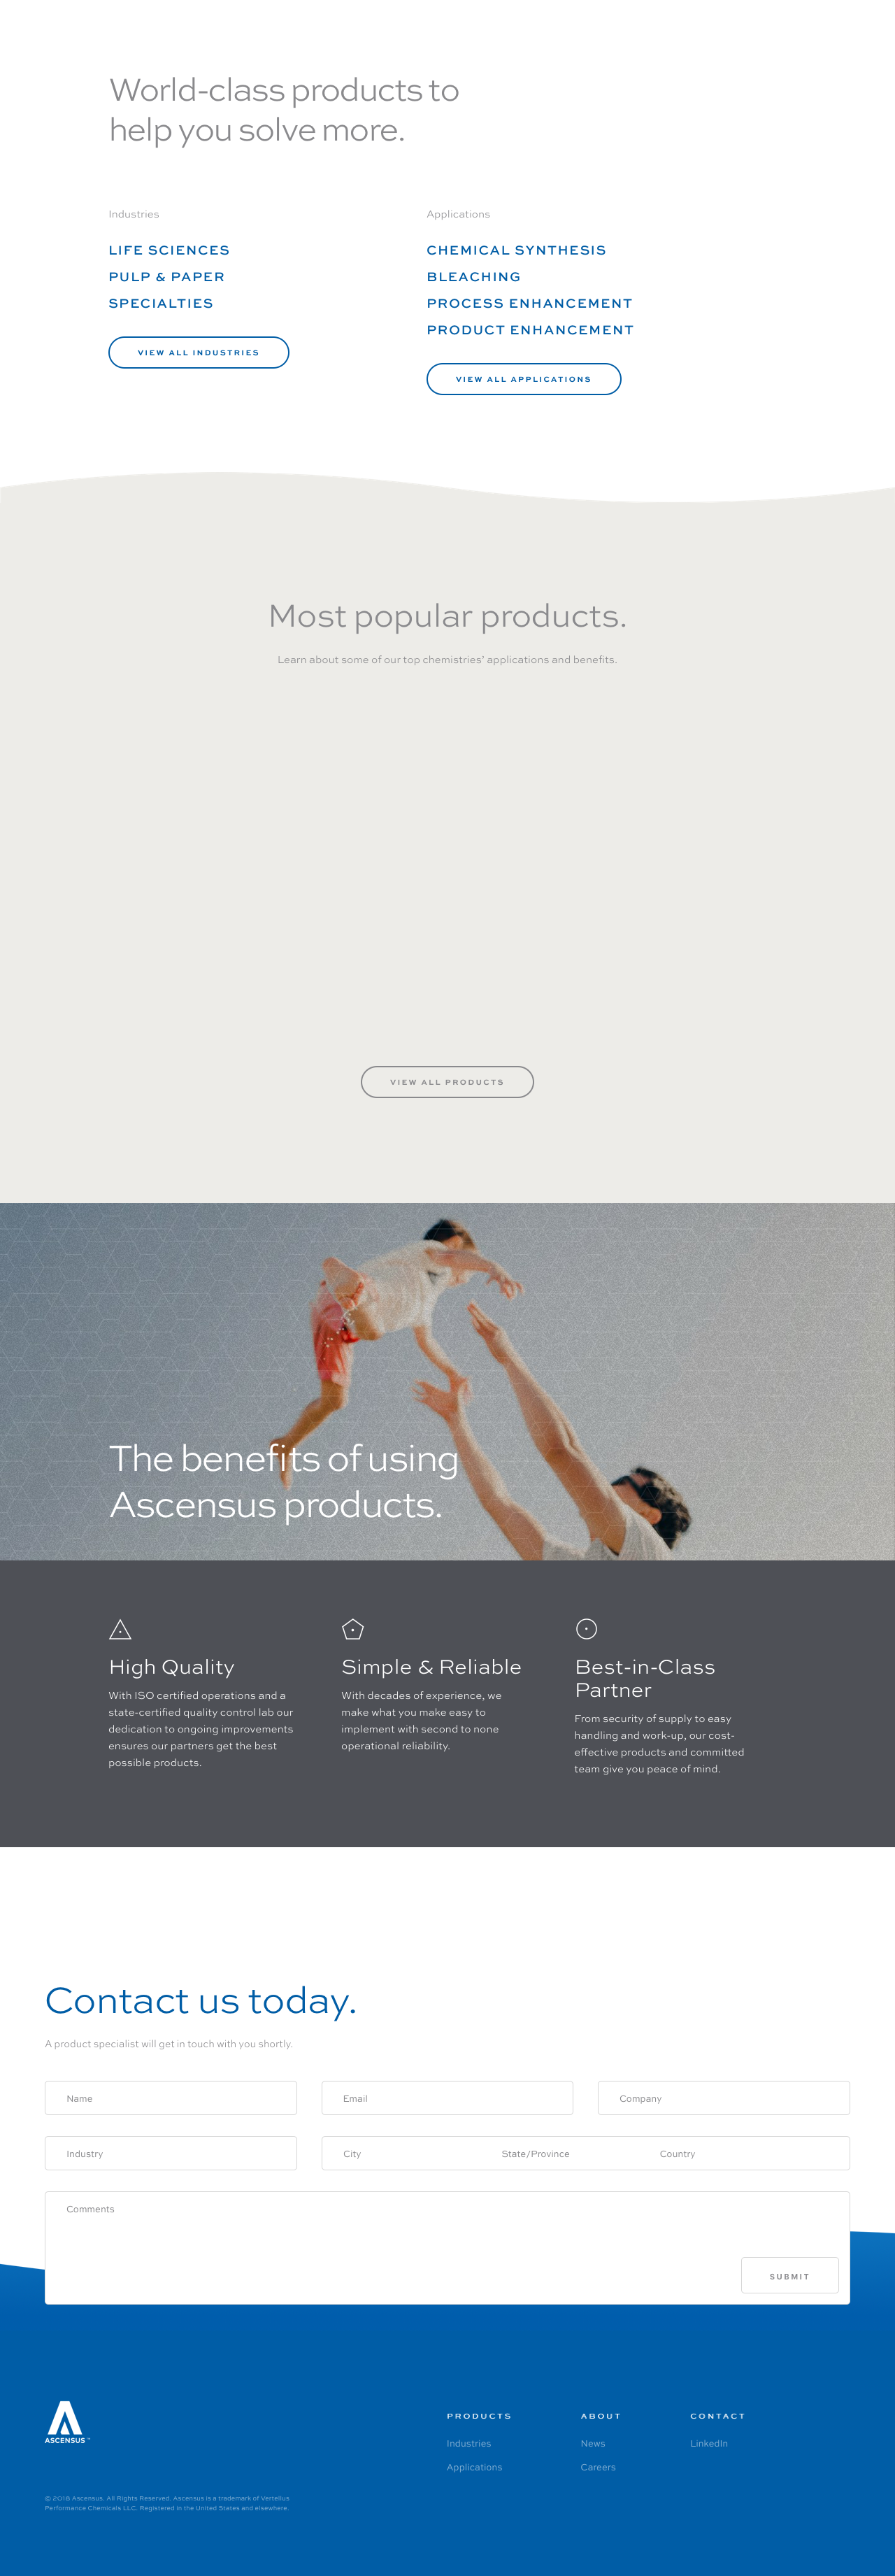 World-class products to
help you solve more.
Industries
LIFE SCIENCES
PULP & PAPER
SPECIALTIES
VIEW ALL INDUSTRIES
Applications
CHEMICAL SYNTHESIS
BLEACHING
PROCESS ENHANCEMENT
PRODUCT ENHANCEMENT
VIEW ALL APPLICATIONS
Most popular products.
Learn about some of our top chemistries' applications and benefits.
VIEW ALL PRODUCTS
The benefits of using
Ascensus products.
High Quality
With ISO certified operations and a
state-certified quality control lab our
dedication to ongoing improvements
ensures our partners get the best
possible products.
Simple & Reliable
With decades of experience, we
make what you make easy to
implement with second to none
operational reliability.
Best-in-Class
Partner
From security of supply to easy
handling and work-up, our cost-
effective products and committed
team give you peace of mind.
Contact us today.
A product specialist will get in touch with you shortly.
Name
Email
Company
Industry
City
State/Province
Country
Comments
SUBMIT
ASCENSUS™
PRODUCTS
Industries
Applications
ABOUT
News
Careers
CONTACT
LinkedIn
© 2018 Ascensus. All Rights Reserved. Ascensus is a trademark of Vertellus
Performance Chemicals LLC. Registered in the United States and elsewhere.